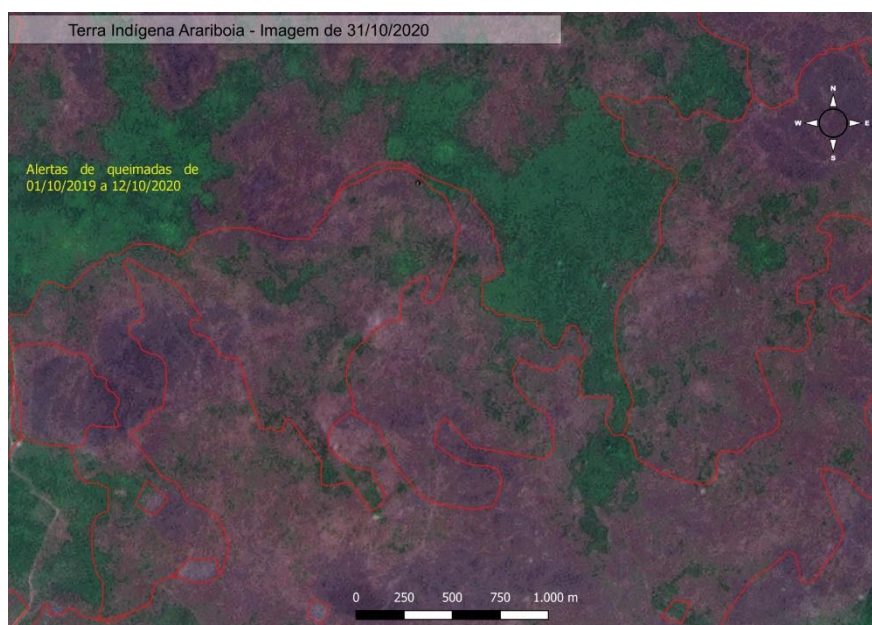 Terra Indígena Arariboia - Imagem de 31/10/2020
N
W E
S
Alertas de queimadas de
01/10/2019 a 12/10/2020
0 250 500 750 1.000 m